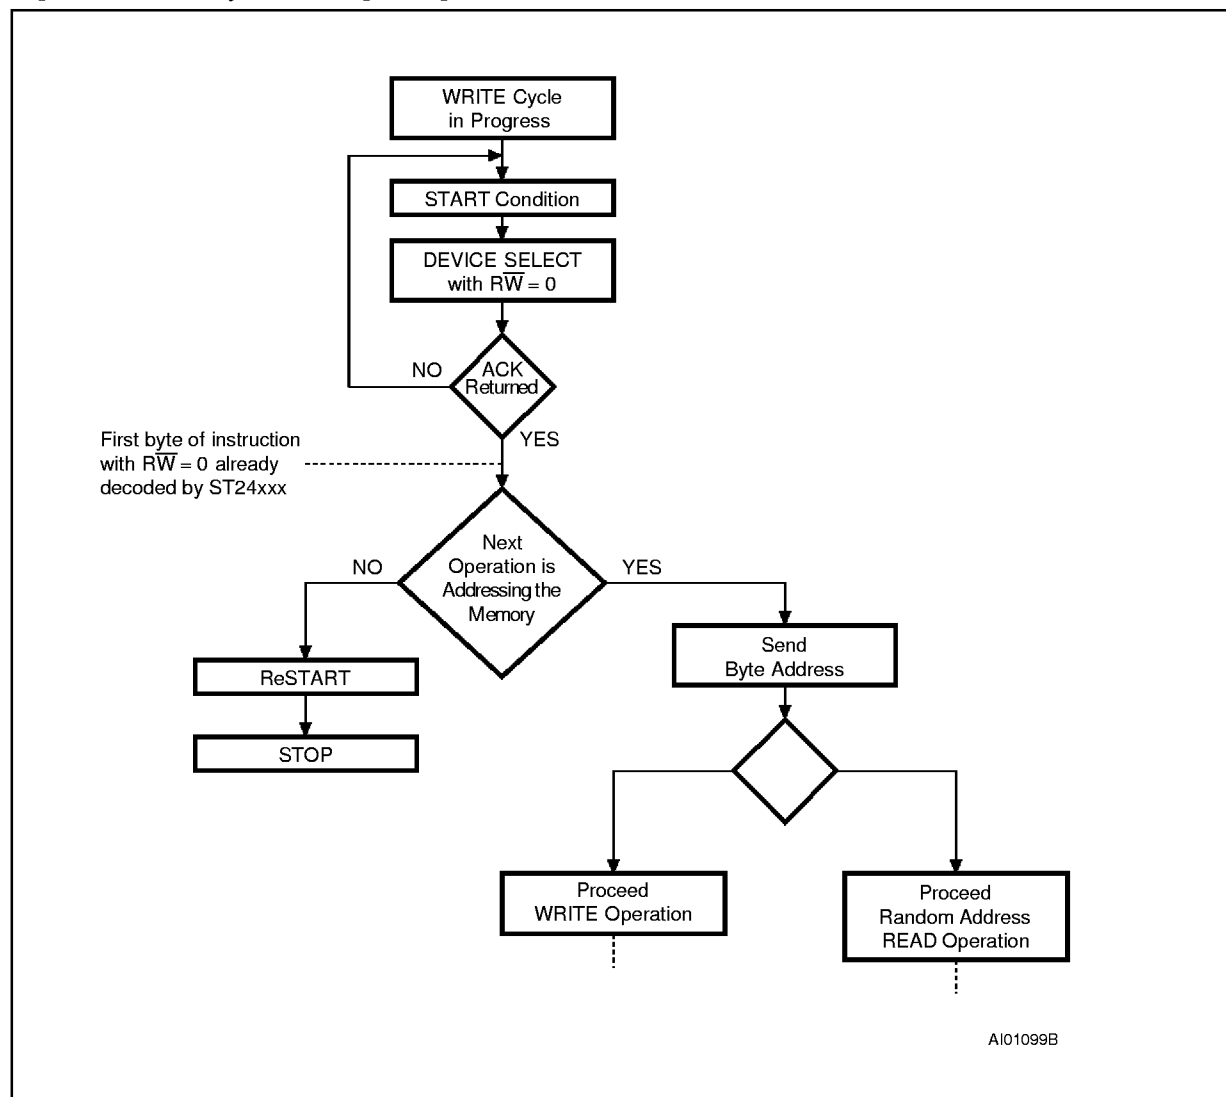 WRITE Cycle
in Progress
START Condition
DEVICE SELECT
with RW̅ = 0
NO
ACK
Returned
YES
First byte of instruction
with RW̅ = 0 already
decoded by ST24xxx
Next
Operation is
Addressing the
Memory
NO
YES
Send
Byte Address
ReSTART
STOP
Proceed
WRITE Operation
Proceed
Random Address
READ Operation
AI01099B